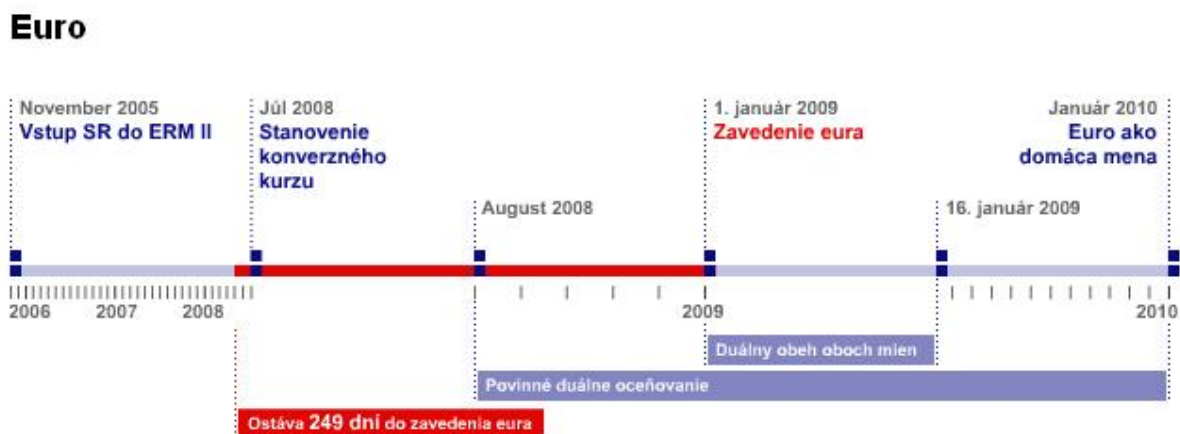 Euro
November 2005
Vstup SR do ERM II
Júl 2008
Stanovenie
konverzného
kurzu
1. január 2009
Zavedenie eura
Január 2010
Euro ako
domáca mena
August 2008
16. január 2009
2006 2007 2008 2009 2010
Duálny obeh oboch mien
Povinné duálne oceňovanie
Ostáva 249 dní do zavedenia eura